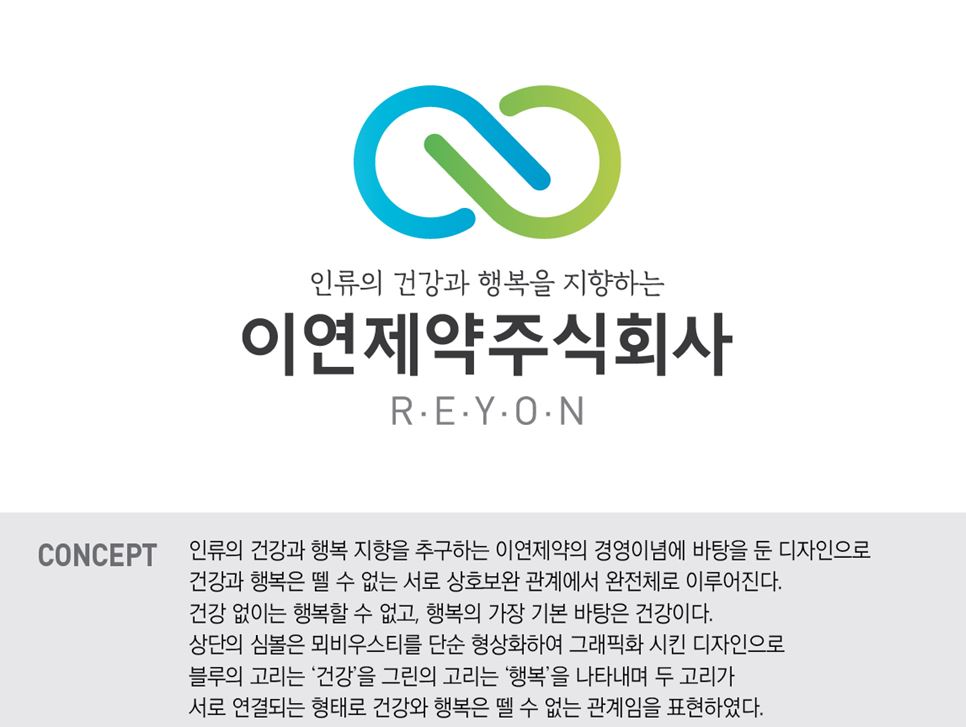 인류의 건강과 행복을 지향하는
이연제약주식회사
R·E·Y·O·N
CONCEPT
인류의 건강과 행복 지향을 추구하는 이연제약의 경영이념에 바탕을 둔 디자인으로
건강과 행복은 뗄 수 없는 서로 상호보완 관계에서 완전체로 이루어진다.
건강 없이는 행복할 수 없고, 행복의 가장 기본 바탕은 건강이다.
상단의 심볼은 뫼비우스티를 단순 형상화하여 그래픽화 시킨 디자인으로
블루의 고리는 ‘건강’을 그린의 고리는 ‘행복’을 나타내며 두 고리가
서로 연결되는 형태로 건강와 행복은 뗄 수 없는 관계임을 표현하였다.